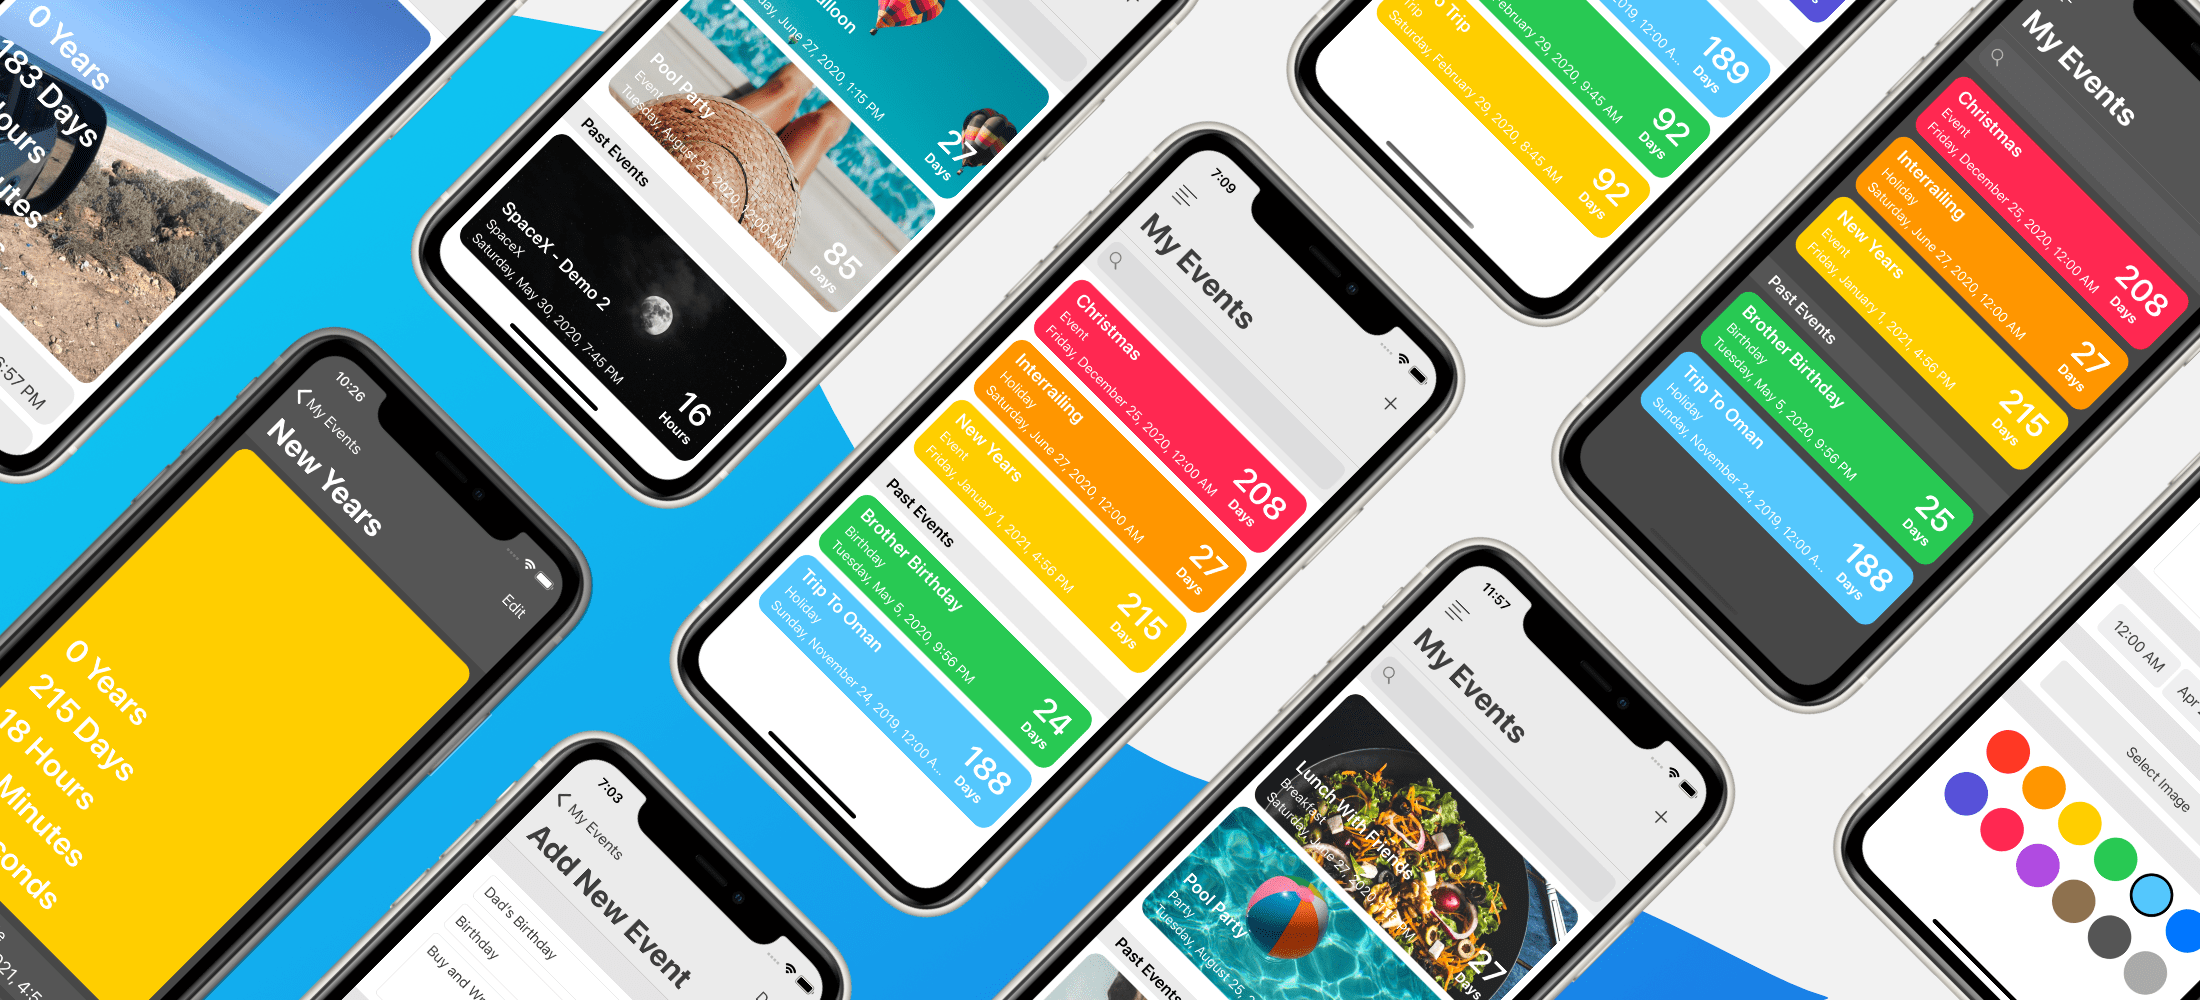 0 Years
183 Days
6:57 PM
10:26
My Events
New Years
Edit
0 Years
215 Days
18 Hours
Minutes
Saturday, June 27, 2020, 1:15 PM
27
Days
Pool Party
Event
Tuesday, August 25, 2020, 12:00 AM
85
Days
Past Events
SpaceX - Demo 2
SpaceX
Saturday, May 30, 2020, 7:45 PM
16
Hours
7:03
My Events
Add New Event
Dad's Birthday
Birthday
7:09
My Events
Christmas
Event
Friday, December 25, 2020, 12:00 AM
208
Days
Interrailing
Holiday
Saturday, June 27, 2020, 12:00 AM
27
Days
New Years
Event
Friday, January 1, 2021, 4:56 PM
215
Days
Past Events
Brother Birthday
Birthday
Tuesday, May 5, 2020, 9:56 PM
24
Days
Trip To Oman
Holiday
Sunday, November 24, 2019, 12:00 A...
188
Days
2019, 12:00 A...
189
Days
February 29, 2020, 9:45 AM
92
Days
Trip
Trip
Saturday, February 29, 2020, 8:45 AM
92
Days
11:57
My Events
Lunch With Friends
Breakfast
Saturday, June 27, 2020
27
Days
Pool Party
Party
Tuesday, August 25, 2020,
Past Events
My Events
Christmas
Event
Friday, December 25, 2020, 12:00 AM
208
Days
Interrailing
Holiday
Saturday, June 27, 2020, 12:00 AM
27
Days
New Years
Event
Friday, January 1, 2021, 4:56 PM
215
Days
Past Events
Brother Birthday
Birthday
Tuesday, May 5, 2020, 9:56 PM
25
Days
Trip To Oman
Holiday
Sunday, November 24, 2019, 12:00 A...
188
Days
12:00 AM
Apr
Select Image